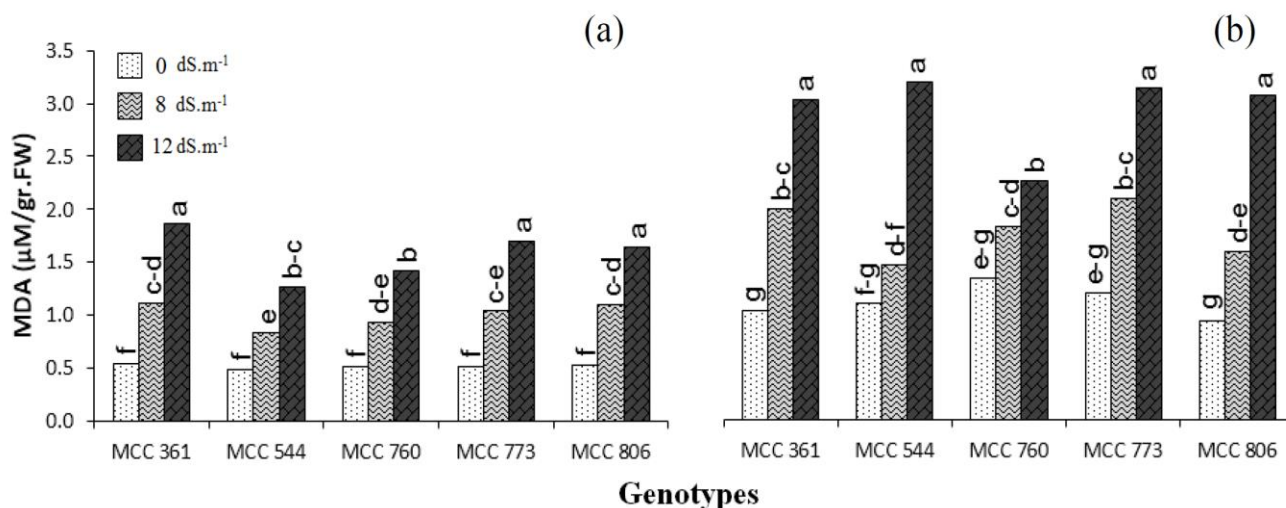 (a)
(b)
MDA (µM/gr.FW)
3.5
3.0
2.5
2.0
1.5
1.0
0.5
0.0
0 dS.m⁻¹
8 dS.m⁻¹
12 dS.m⁻¹
f c-d a f e b-c f d-e b f c-e a f c-d a
g b-c a f-g d-f a e-g c-d b e-g b-c a g d-e a
MCC 361 MCC 544 MCC 760 MCC 773 MCC 806
MCC 361 MCC 544 MCC 760 MCC 773 MCC 806
Genotypes